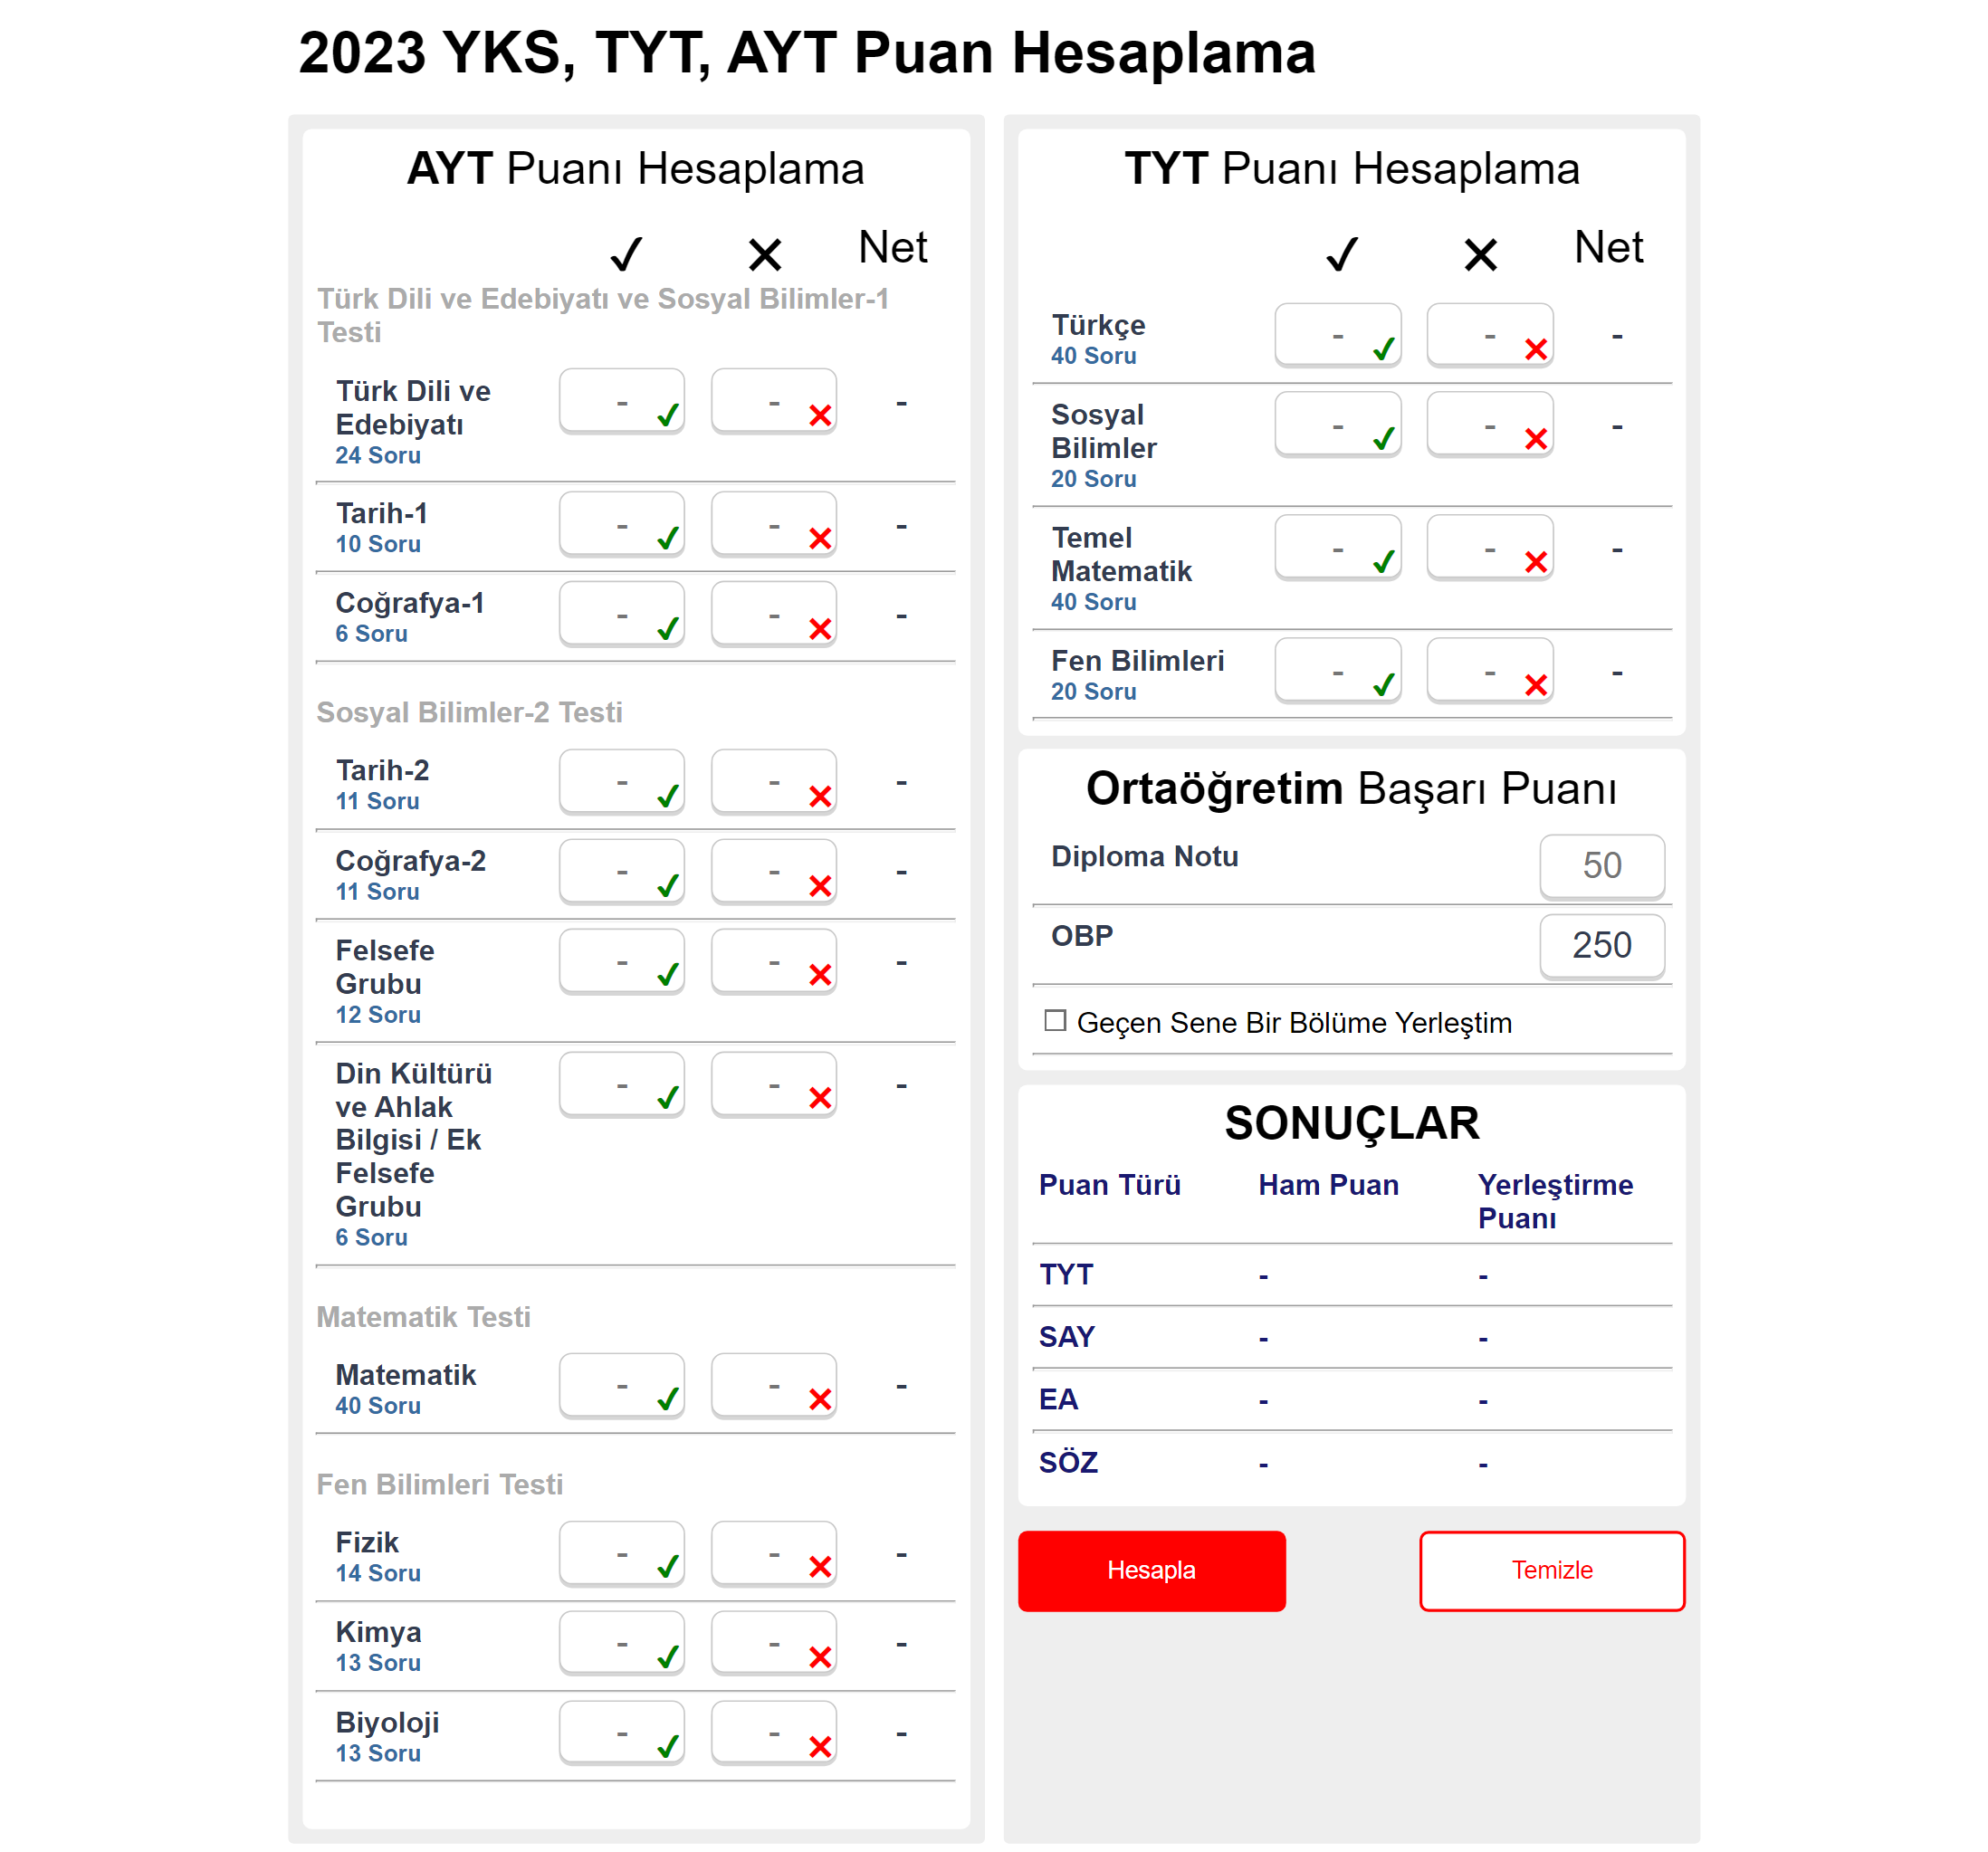 2023 YKS, TYT, AYT Puan Hesaplama
AYT Puanı Hesaplama
✓ ✕ Net
Türk Dili ve Edebiyatı ve Sosyal Bilimler-1
Testi
Türk Dili ve
Edebiyatı
24 Soru
- - -
Tarih-1
10 Soru
- - -
Coğrafya-1
6 Soru
- - -
Sosyal Bilimler-2 Testi
Tarih-2
11 Soru
- - -
Coğrafya-2
11 Soru
- - -
Felsefe
Grubu
12 Soru
- - -
Din Kültürü
ve Ahlak
Bilgisi / Ek
Felsefe
Grubu
6 Soru
- - -
Matematik Testi
Matematik
40 Soru
- - -
Fen Bilimleri Testi
Fizik
14 Soru
- - -
Kimya
13 Soru
- - -
Biyoloji
13 Soru
- - -
TYT Puanı Hesaplama
✓ ✕ Net
Türkçe
40 Soru
- - -
Sosyal
Bilimler
20 Soru
- - -
Temel
Matematik
40 Soru
- - -
Fen Bilimleri
20 Soru
- - -
Ortaöğretim Başarı Puanı
Diploma Notu 50
OBP 250
Geçen Sene Bir Bölüme Yerleştim
SONUÇLAR
Puan Türü Ham Puan Yerleştirme
Puanı
TYT - -
SAY - -
EA - -
SÖZ - -
Hesapla Temizle